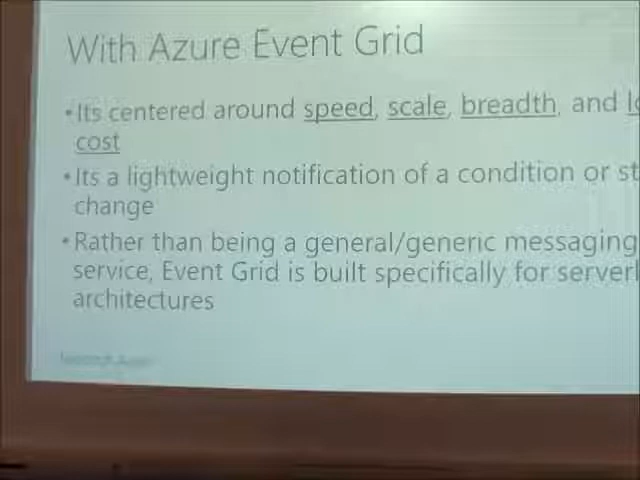 With Azure Event Grid
•Its centered around speed, scale, breadth, and
cost
•Its a lightweight notification of a condition or
change
•Rather than being a general/generic messaging
service, Event Grid is built specifically for
architectures